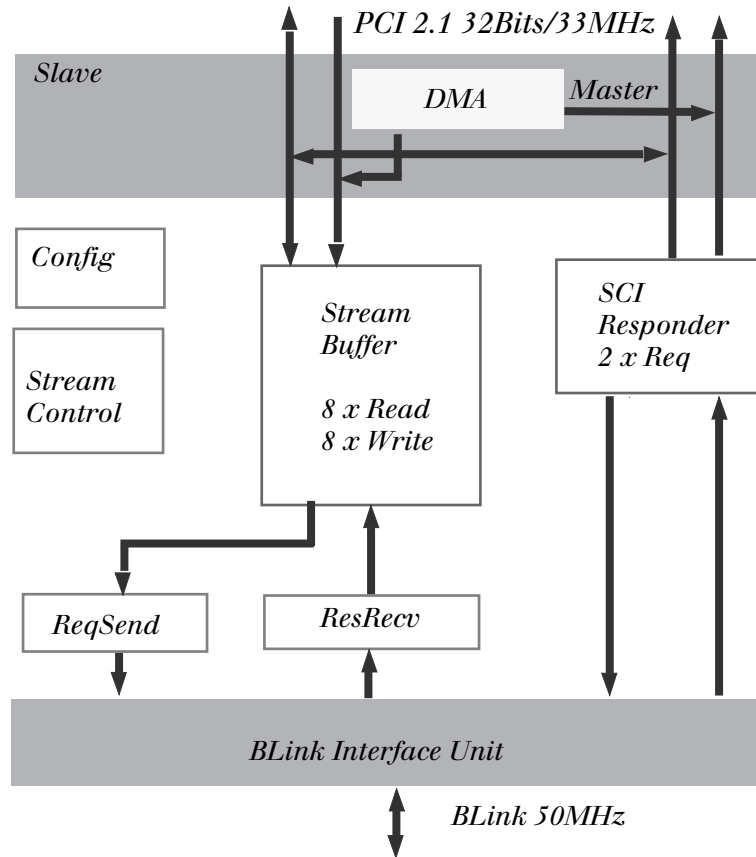 PCI 2.1 32Bits/33MHz
Slave
DMA
Master
Config
Stream
Buffer
8 x Read
8 x Write
SCI
Responder
2 x Req
Stream
Control
ReqSend
ResRecv
BLink Interface Unit
BLink 50MHz